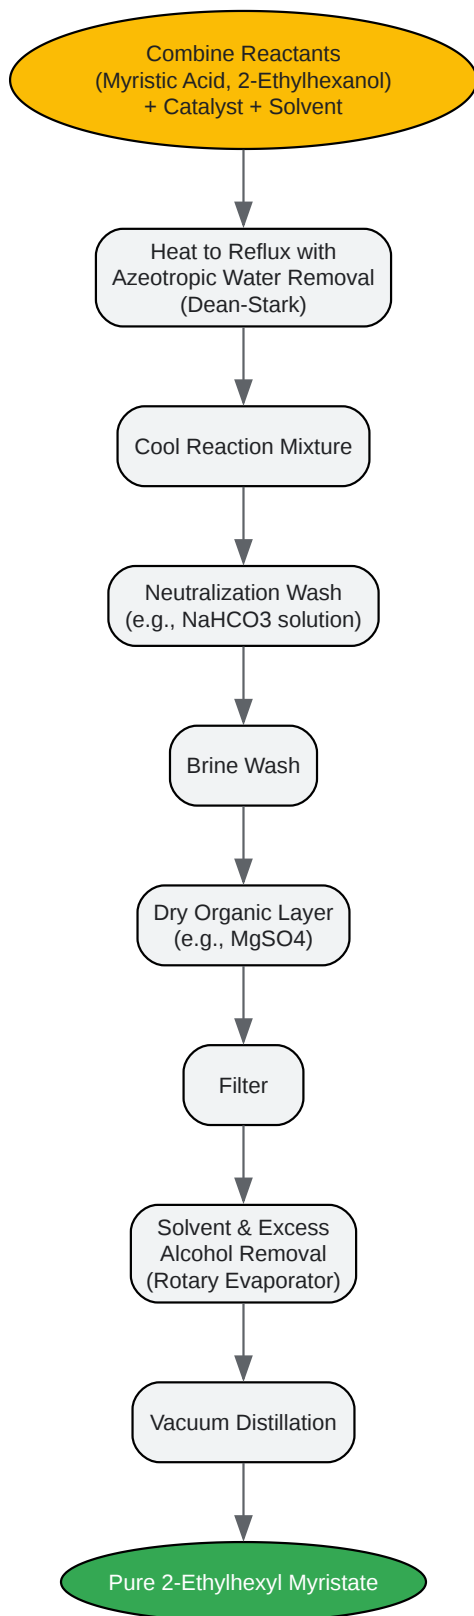 Combine Reactants
(Myristic Acid, 2-Ethylhexanol)
+ Catalyst + Solvent
Heat to Reflux with
Azeotropic Water Removal
(Dean-Stark)
Cool Reaction Mixture
Neutralization Wash
(e.g., NaHCO3 solution)
Brine Wash
Dry Organic Layer
(e.g., MgSO4)
Filter
Solvent & Excess
Alcohol Removal
(Rotary Evaporator)
Vacuum Distillation
Pure 2-Ethylhexyl Myristate